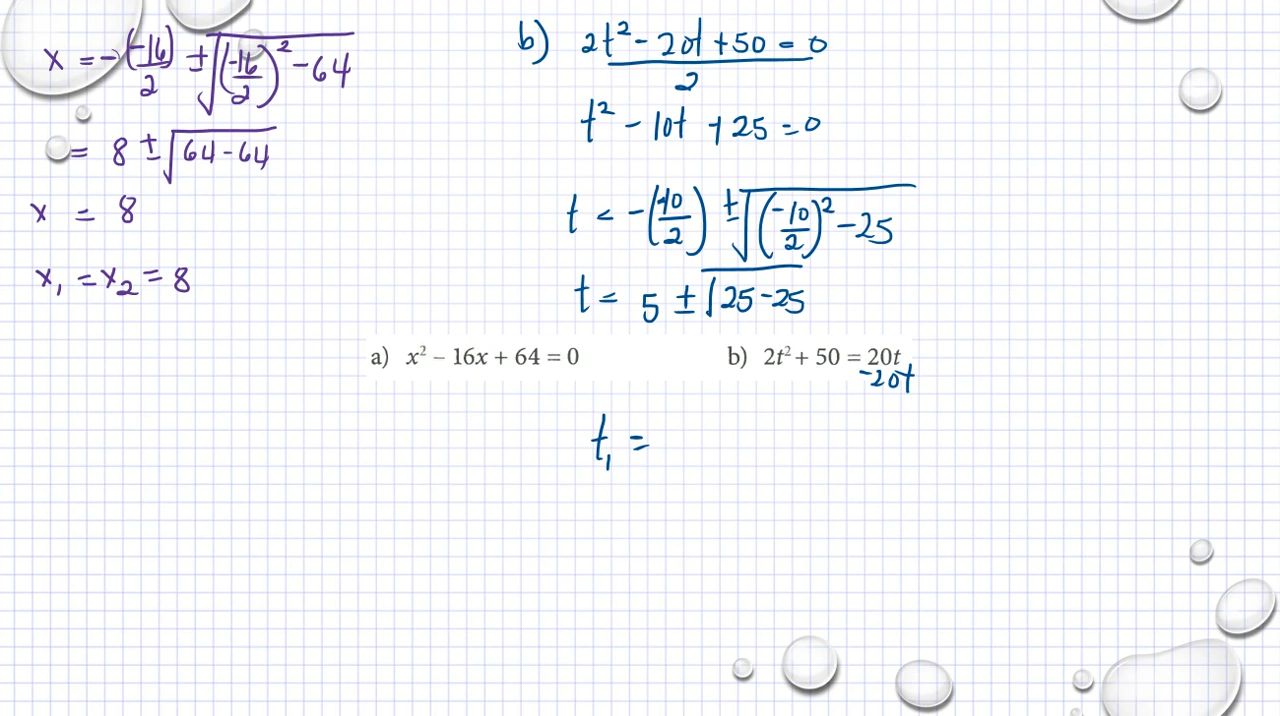 x = -(-16/2) ± √((-16/2)² - 64)
= 8 ± √(64 - 64)
x = 8
x₁ = x₂ = 8
b) 2t² - 20t + 50 = 0
2
t² - 10t + 25 = 0
t = -(-10/2) ± √((-10/2)² - 25)
t = 5 ± √(25 - 25)
a) x² – 16x + 64 = 0
b) 2t² + 50 = 20t
-20t
t₁ =